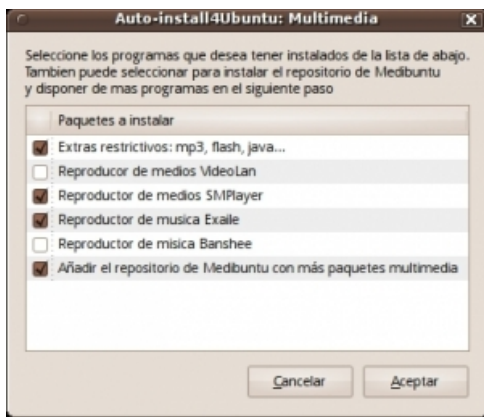 Auto-install4Ubuntu: Multimedia
Seleccione los programas que desea tener instalados de la lista de abajo.
Tambien puede seleccionar para instalar el repositorio de Medibuntu
y disponer de mas programas en el siguiente paso
Paquetes a instalar
Extras restrictivos: mp3, flash, java...
Reproducor de medios VideoLan
Reproductor de medios SMPlayer
Reproductor de musica Exaile
Reproductor de misica Banshee
Añadir el repositorio de Medibuntu con más paquetes multimedia
Cancelar
Aceptar